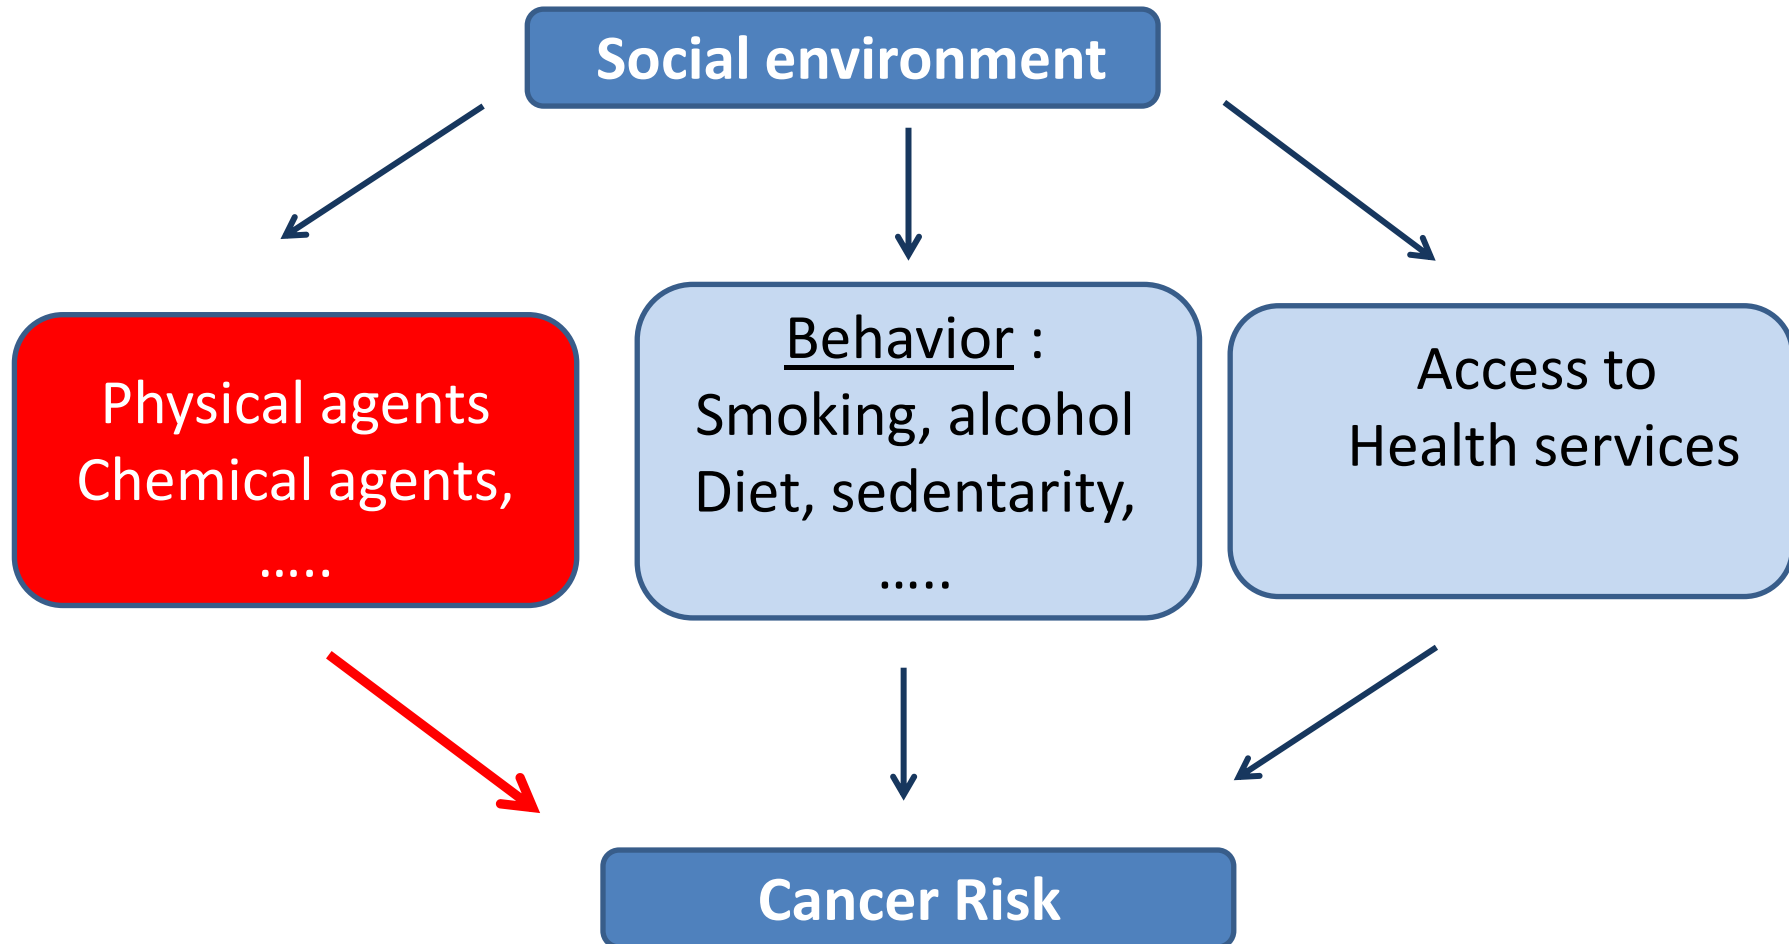 Social environment
Physical agents
Chemical agents,
.....
Behavior :
Smoking, alcohol
Diet, sedentarity,
.....
Access to
Health services
Cancer Risk